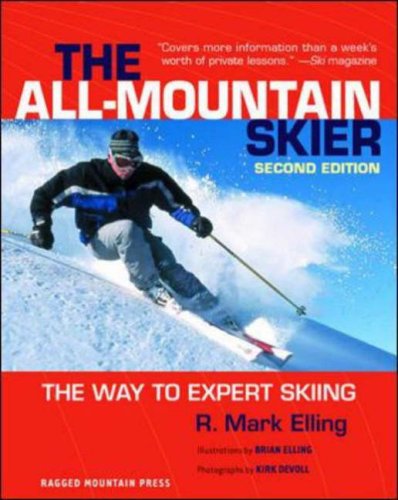 THE
"Covers more information than a week's
worth of private lessons." —Ski magazine
ALL-MOUNTAIN
SKIER
SECOND EDITION
THE WAY TO EXPERT SKIING
R. Mark Elling
Illustrations by BRIAN ELLING
Photographs by KIRK DEVOLL
RAGGED MOUNTAIN PRESS